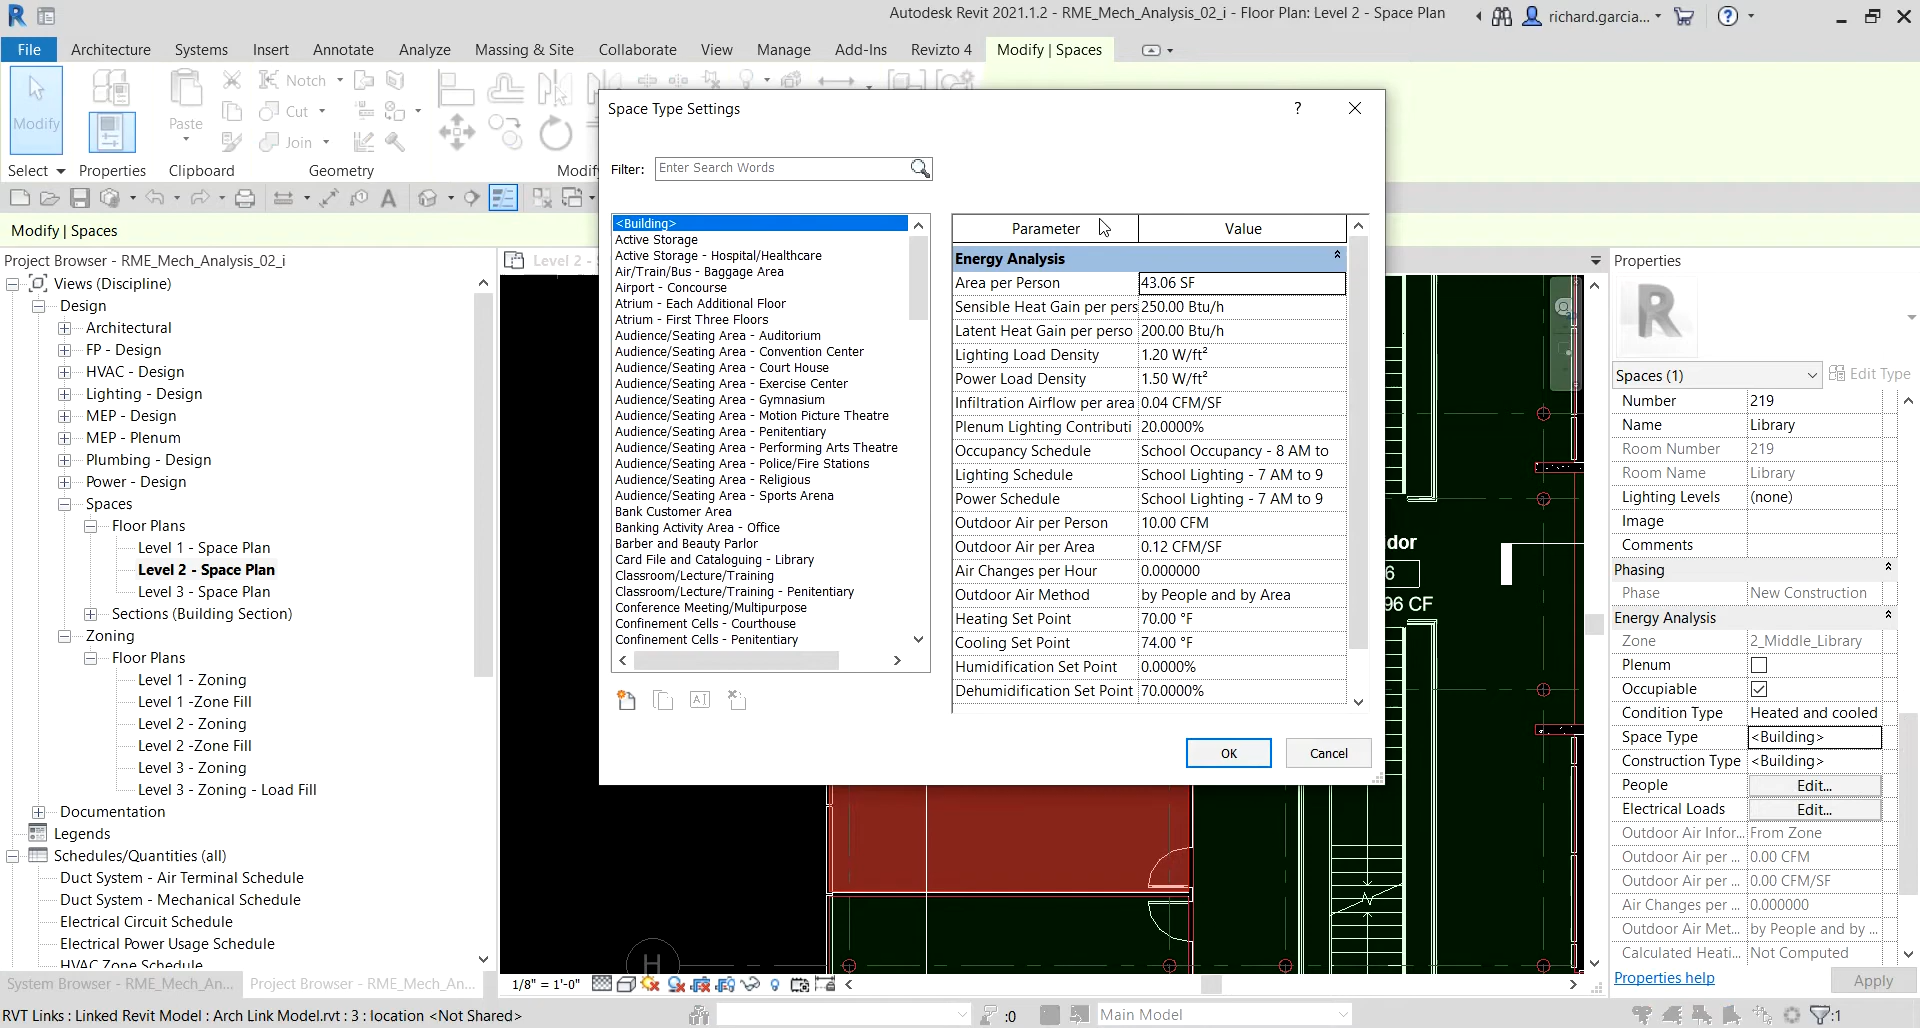 Autodesk Revit 2021.1.2 - RME_Mech_Analysis_02_i - Floor Plan: Level 2 - Space Plan
richard.garcia...
File Architecture Systems Insert Annotate Analyze Massing & Site Collaborate View Manage Add-Ins Revizto 4 Modify | Spaces
Modify
Paste
Notch
Cut
Join
Select Properties Clipboard Geometry Modif
Modify | Spaces
Project Browser - RME_Mech_Analysis_02_i
Views (Discipline)
Design
Architectural
FP - Design
HVAC - Design
Lighting - Design
MEP - Design
MEP - Plenum
Plumbing - Design
Power - Design
Spaces
Floor Plans
Level 1 - Space Plan
Level 2 - Space Plan
Level 3 - Space Plan
Sections (Building Section)
Zoning
Floor Plans
Level 1 - Zoning
Level 1 -Zone Fill
Level 2 - Zoning
Level 2 -Zone Fill
Level 3 - Zoning
Level 3 - Zoning - Load Fill
Documentation
Legends
Schedules/Quantities (all)
Duct System - Air Terminal Schedule
Duct System - Mechanical Schedule
Electrical Circuit Schedule
Electrical Power Usage Schedule
HVAC Zone Schedule
System Browser - RME_Mech_An... Project Browser - RME_Mech_An...
Level 2 -
Space Type Settings
?
Filter: Enter Search Words
<Building>
Active Storage
Active Storage - Hospital/Healthcare
Air/Train/Bus - Baggage Area
Airport - Concourse
Atrium - Each Additional Floor
Atrium - First Three Floors
Audience/Seating Area - Auditorium
Audience/Seating Area - Convention Center
Audience/Seating Area - Court House
Audience/Seating Area - Exercise Center
Audience/Seating Area - Gymnasium
Audience/Seating Area - Motion Picture Theatre
Audience/Seating Area - Penitentiary
Audience/Seating Area - Performing Arts Theatre
Audience/Seating Area - Police/Fire Stations
Audience/Seating Area - Religious
Audience/Seating Area - Sports Arena
Bank Customer Area
Banking Activity Area - Office
Barber and Beauty Parlor
Card File and Cataloguing - Library
Classroom/Lecture/Training
Classroom/Lecture/Training - Penitentiary
Conference Meeting/Multipurpose
Confinement Cells - Courthouse
Confinement Cells - Penitentiary
Parameter Value
Energy Analysis
Area per Person 43.06 SF
Sensible Heat Gain per pers 250.00 Btu/h
Latent Heat Gain per perso 200.00 Btu/h
Lighting Load Density 1.20 W/ft²
Power Load Density 1.50 W/ft²
Infiltration Airflow per area 0.04 CFM/SF
Plenum Lighting Contributi 20.0000%
Occupancy Schedule School Occupancy - 8 AM to
Lighting Schedule School Lighting - 7 AM to 9
Power Schedule School Lighting - 7 AM to 9
Outdoor Air per Person 10.00 CFM
Outdoor Air per Area 0.12 CFM/SF
Air Changes per Hour 0.000000
Outdoor Air Method by People and by Area
Heating Set Point 70.00 °F
Cooling Set Point 74.00 °F
Humidification Set Point 0.0000%
Dehumidification Set Point 70.0000%
OK Cancel
dor
6
96 CF
H
Properties
R
Spaces (1) Edit Type
Number 219
Name Library
Room Number 219
Room Name Library
Lighting Levels (none)
Image
Comments
Phasing
Phase New Construction
Energy Analysis
Zone 2_Middle_Library
Plenum
Occupiable
Condition Type Heated and cooled
Space Type <Building>
Construction Type <Building>
People Edit...
Electrical Loads Edit...
Outdoor Air Infor... From Zone
Outdoor Air per ... 0.00 CFM
Outdoor Air per ... 0.00 CFM/SF
Air Changes per ... 0.000000
Outdoor Air Met... by People and by ...
Calculated Heati... Not Computed
Properties help Apply
1/8" = 1'-0"
RVT Links : Linked Revit Model : Arch Link Model.rvt : 3 : location <Not Shared>
:0
Main Model
:1